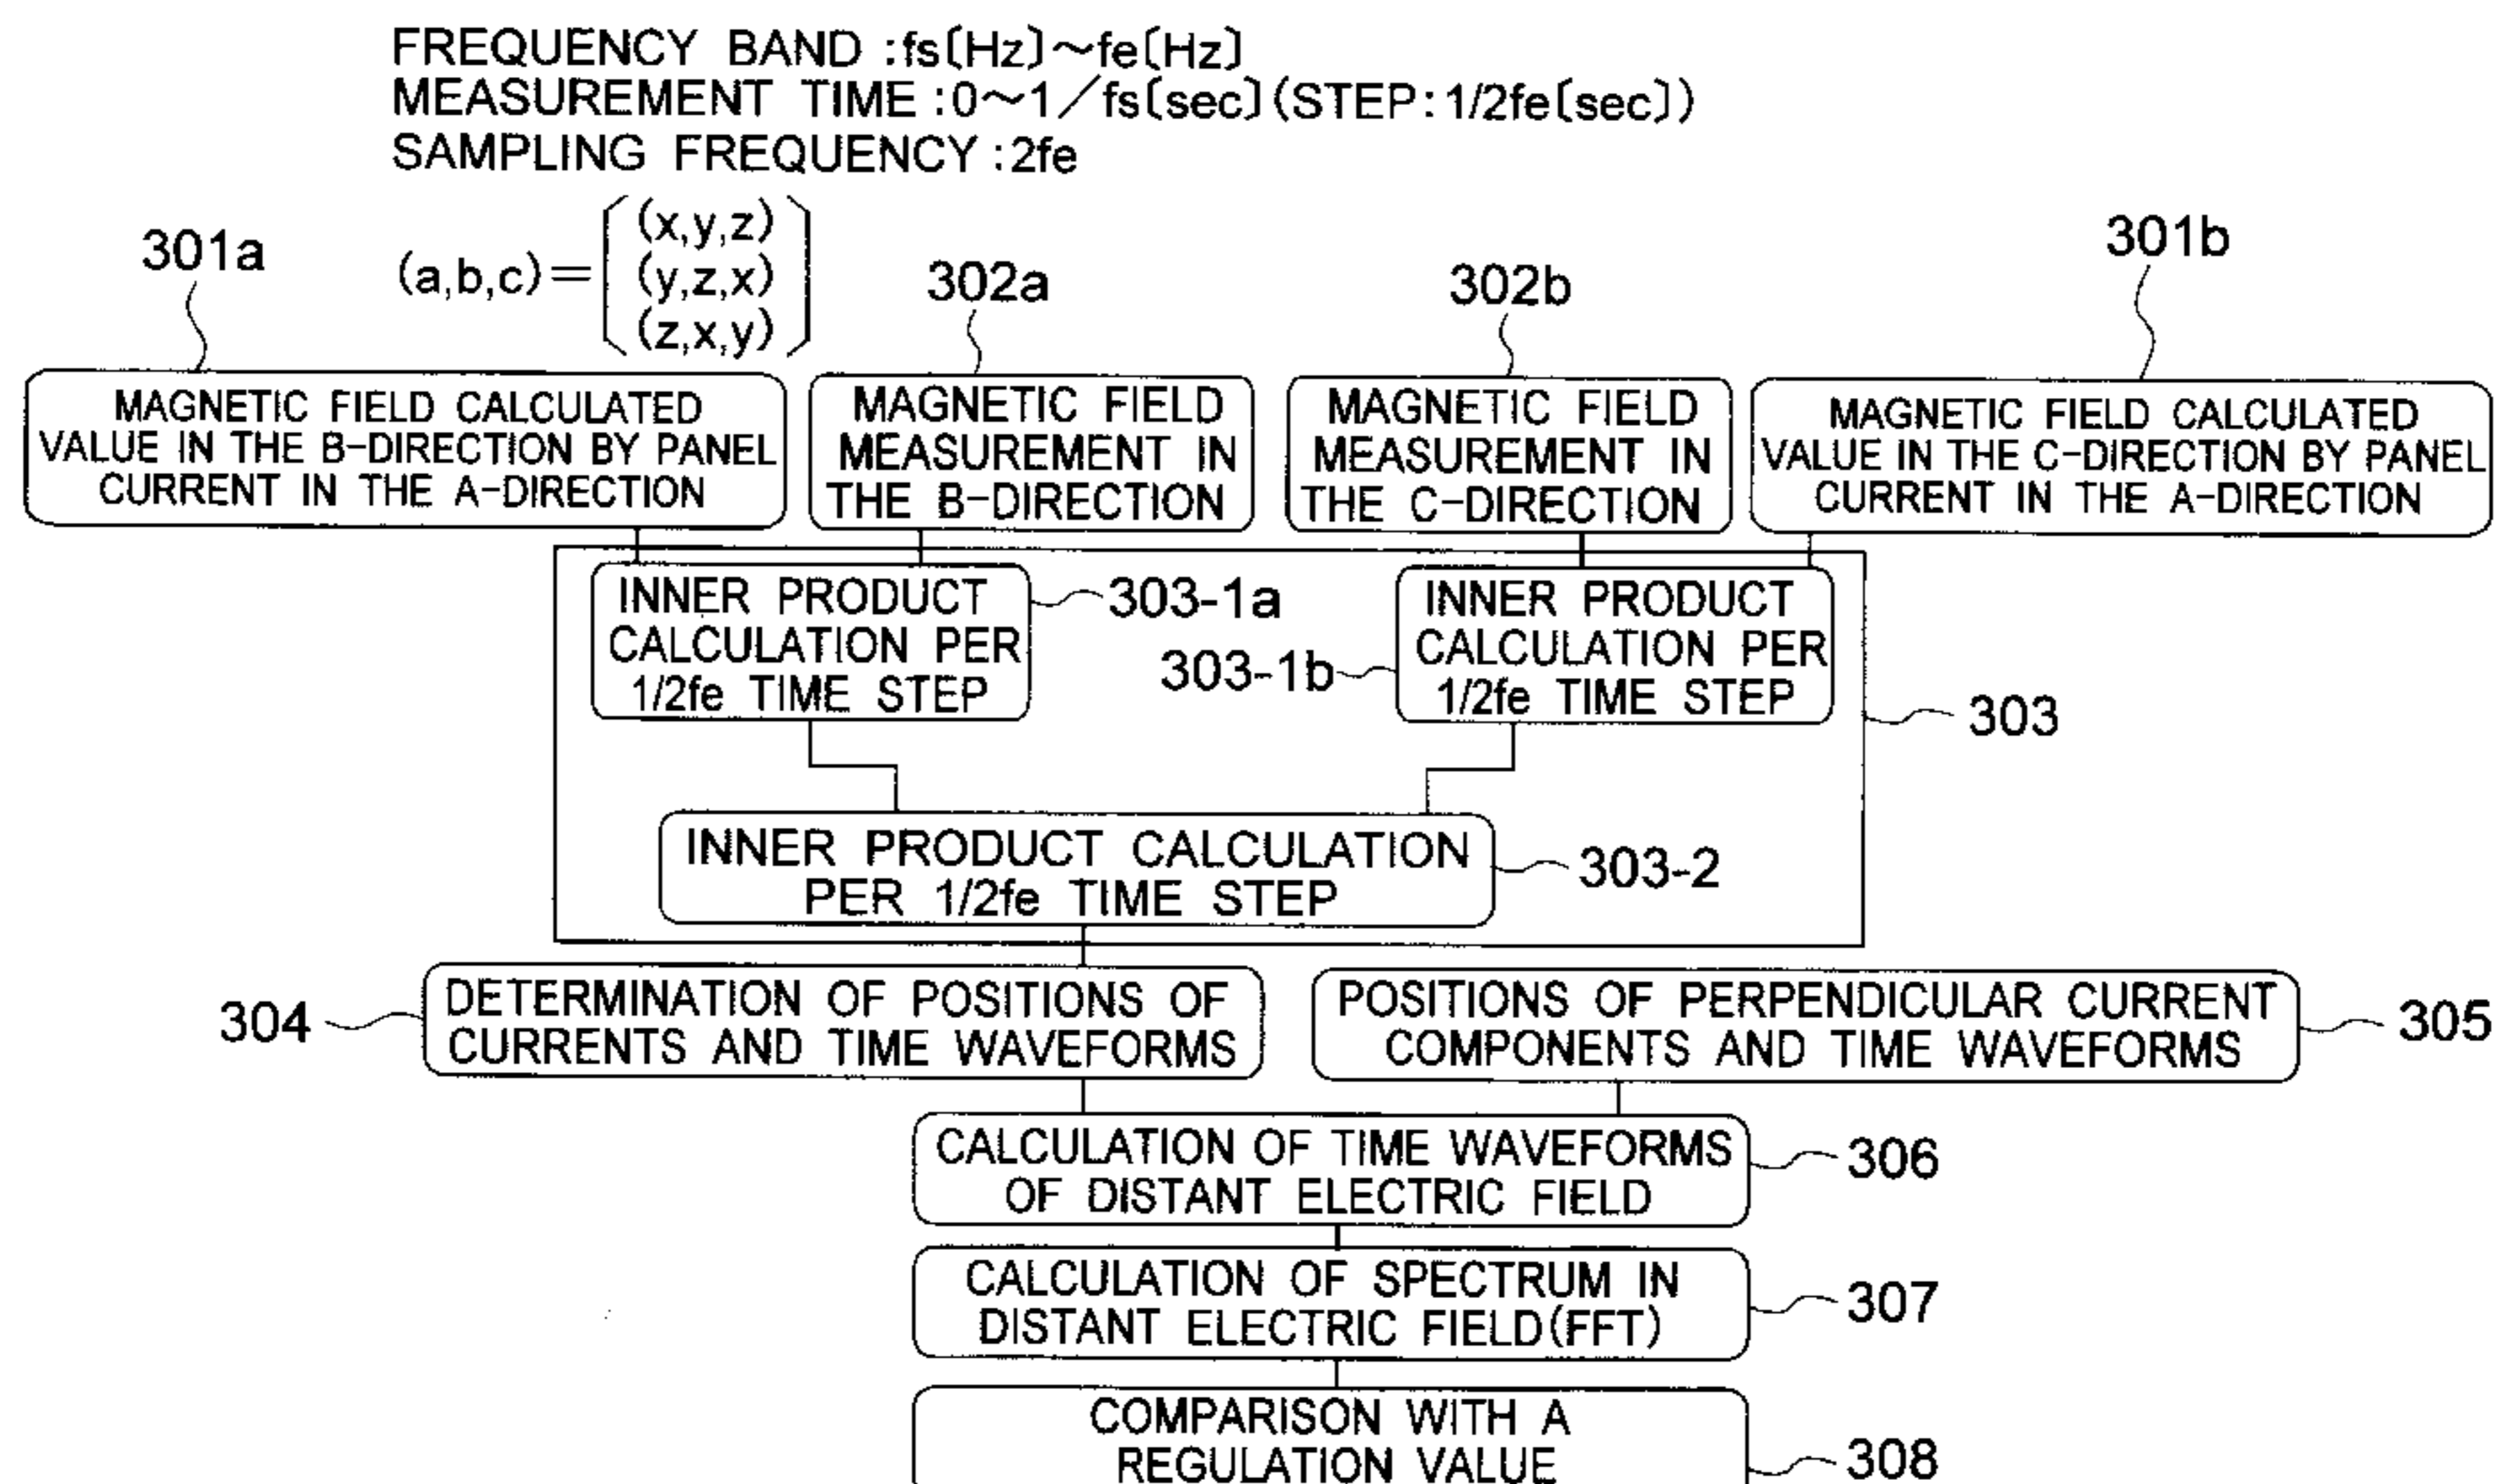 FREQUENCY BAND :fs[Hz]～fe[Hz]
MEASUREMENT TIME :0～1／fs[sec](STEP:1/2fe[sec])
SAMPLING FREQUENCY :2fe
(a,b,c)=
(x,y,z)
(y,z,x)
(z,x,y)
301a
302a
302b
301b
MAGNETIC FIELD CALCULATED
VALUE IN THE B-DIRECTION BY PANEL
CURRENT IN THE A-DIRECTION
MAGNETIC FIELD
MEASUREMENT IN
THE B-DIRECTION
MAGNETIC FIELD
MEASUREMENT IN
THE C-DIRECTION
MAGNETIC FIELD CALCULATED
VALUE IN THE C-DIRECTION BY PANEL
CURRENT IN THE A-DIRECTION
INNER PRODUCT
CALCULATION PER
1/2fe TIME STEP
303-1a
303-1b
INNER PRODUCT
CALCULATION PER
1/2fe TIME STEP
303
INNER PRODUCT CALCULATION
PER 1/2fe TIME STEP
303-2
304
DETERMINATION OF POSITIONS OF
CURRENTS AND TIME WAVEFORMS
POSITIONS OF PERPENDICULAR CURRENT
COMPONENTS AND TIME WAVEFORMS
305
CALCULATION OF TIME WAVEFORMS
OF DISTANT ELECTRIC FIELD
306
CALCULATION OF SPECTRUM IN
DISTANT ELECTRIC FIELD(FFT)
307
COMPARISON WITH A
REGULATION VALUE
308